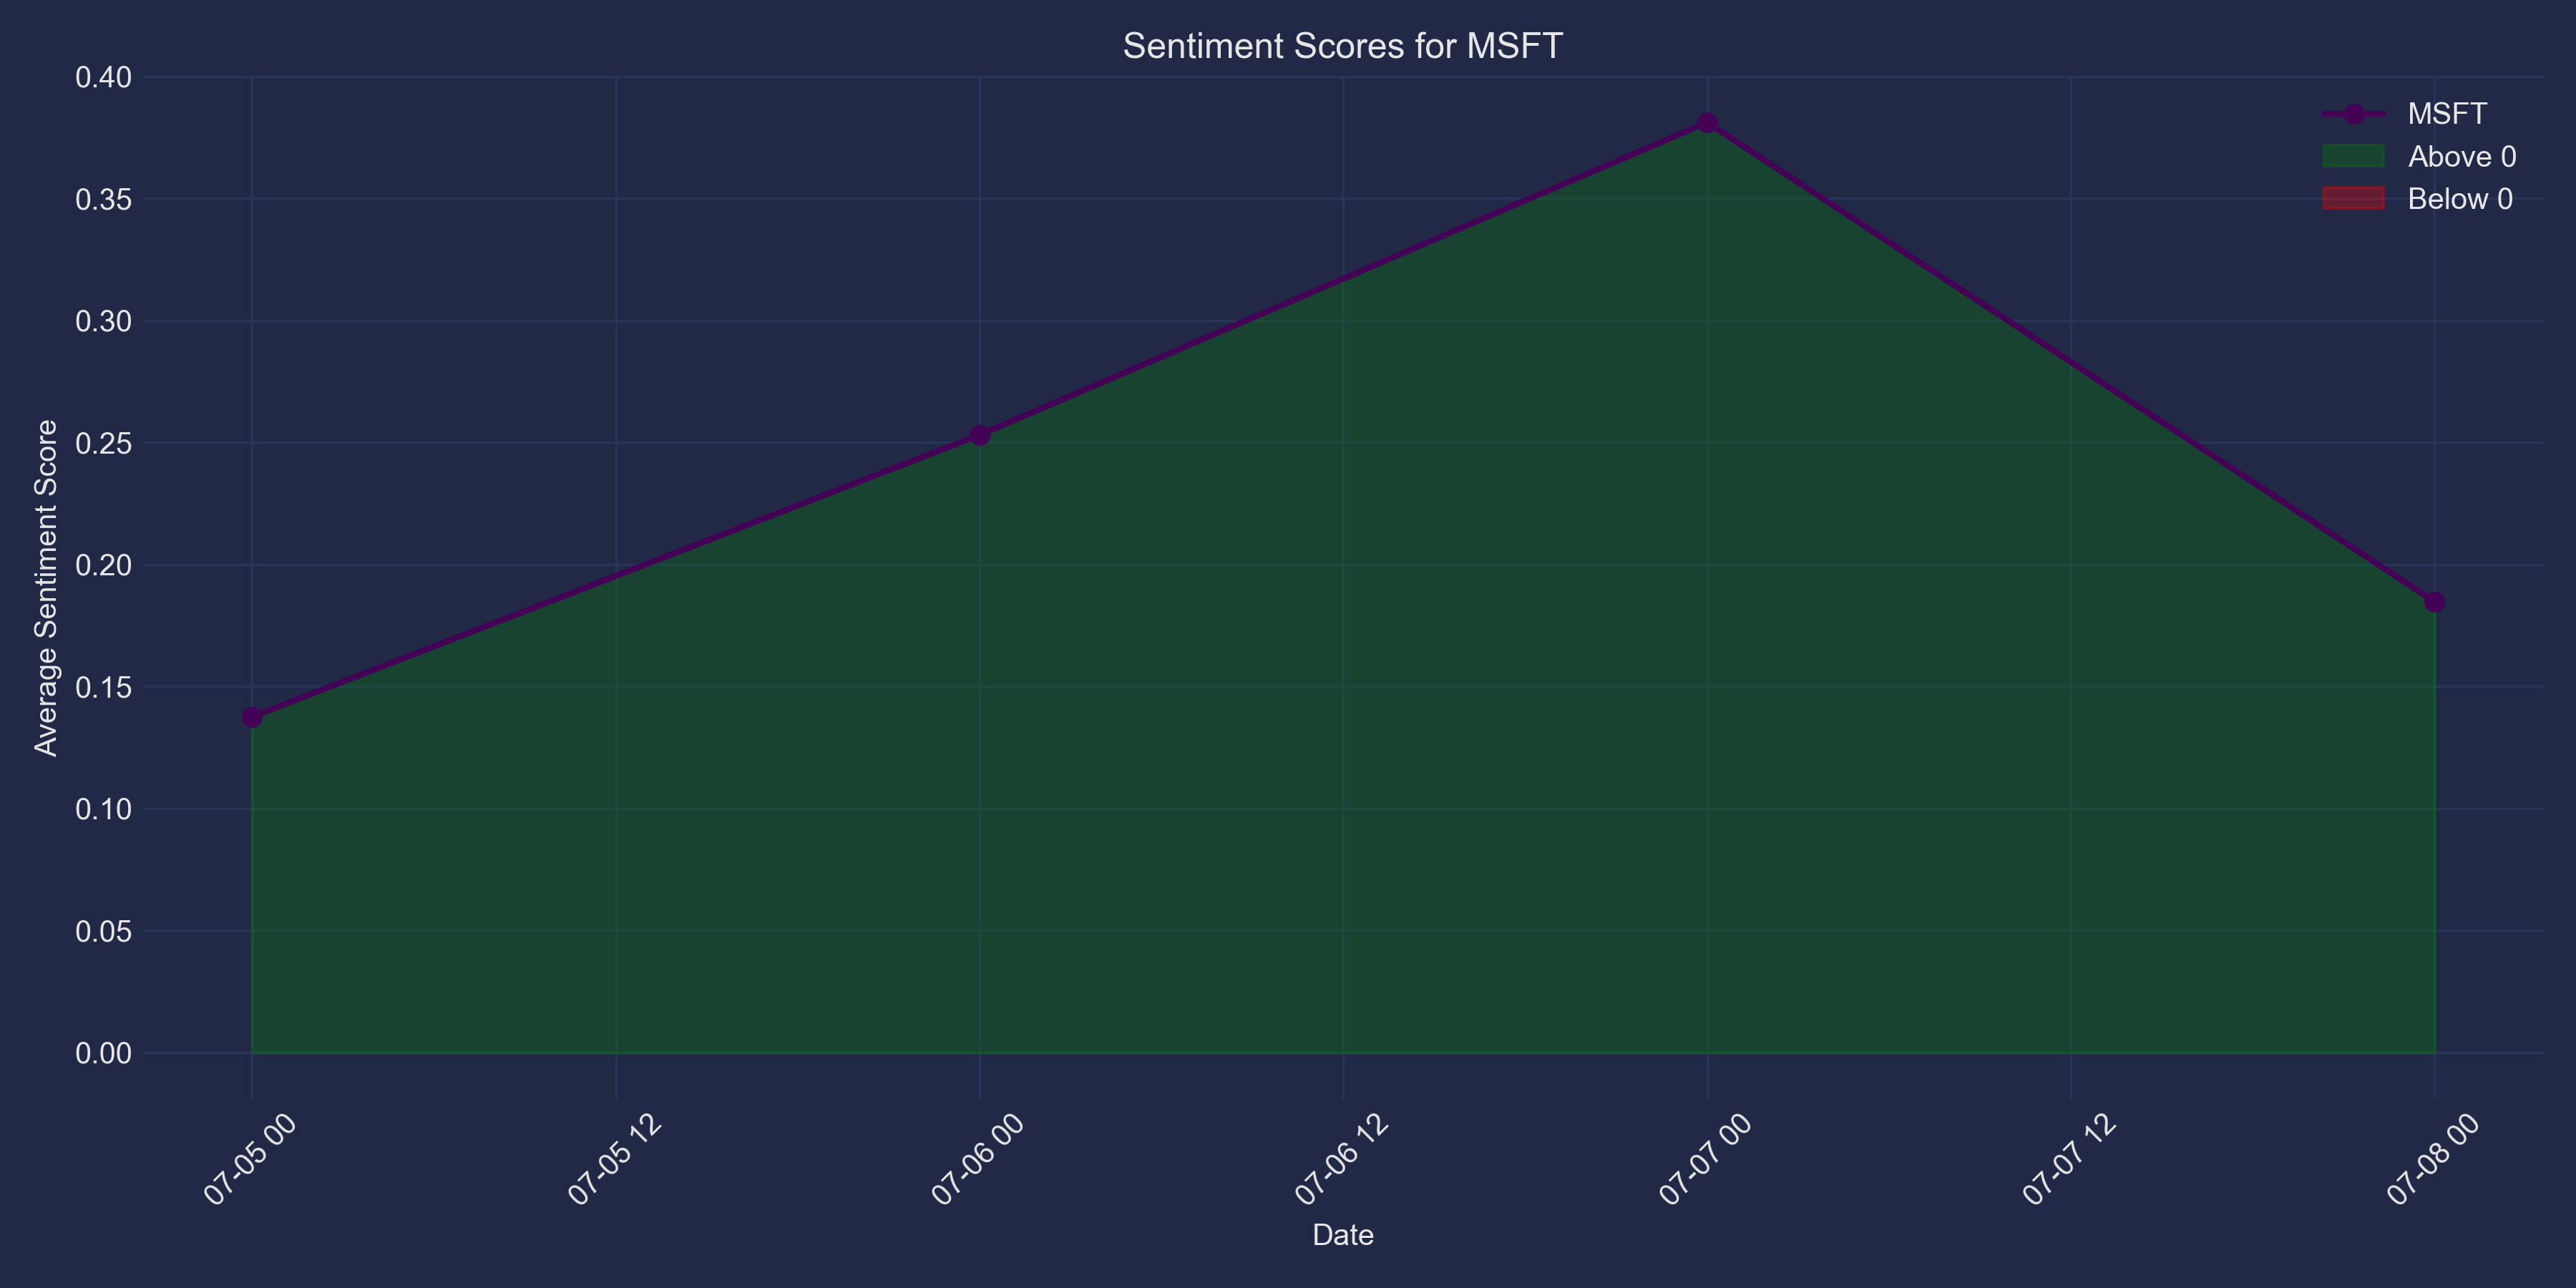 Sentiment Scores for MSFT
MSFT
Above 0
Below 0
Average Sentiment Score
0.40
0.35
0.30
0.25
0.20
0.15
0.10
0.05
0.00
07-05 00
07-05 12
07-06 00
07-06 12
07-07 00
07-07 12
07-08 00
Date